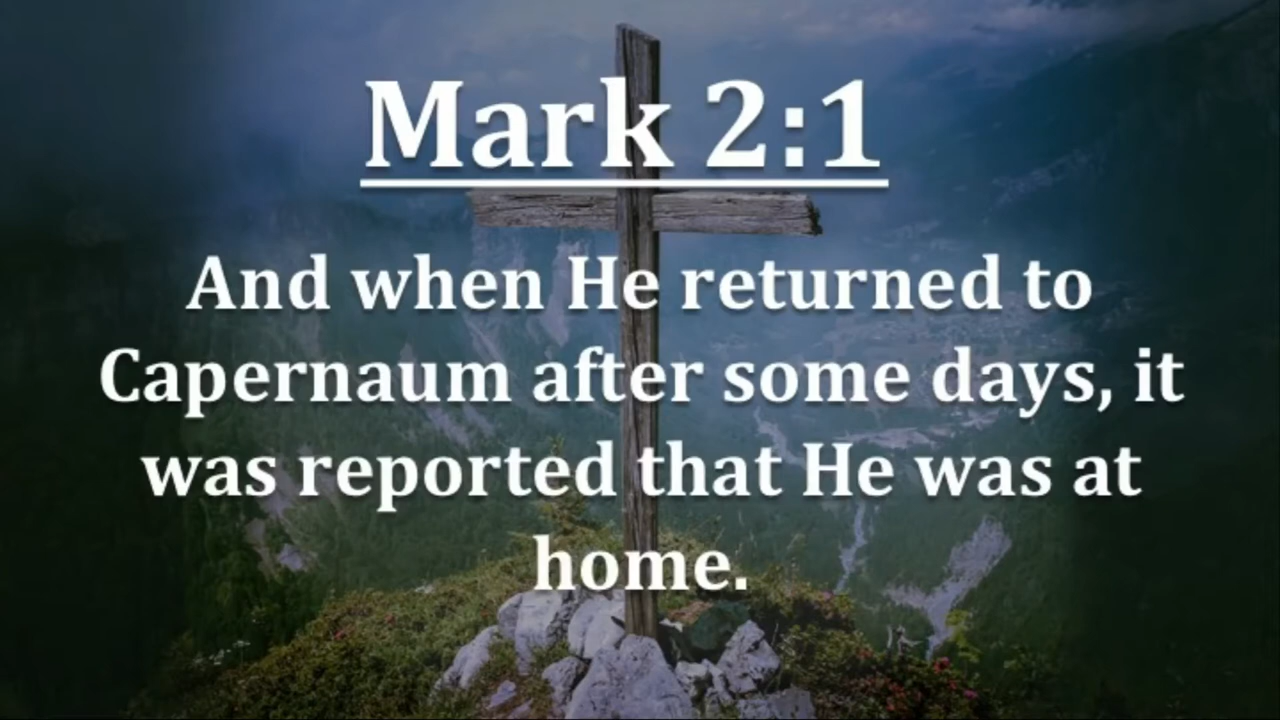 Mark 2:1
And when He returned to
Capernaum after some days, it
was reported that He was at
home.